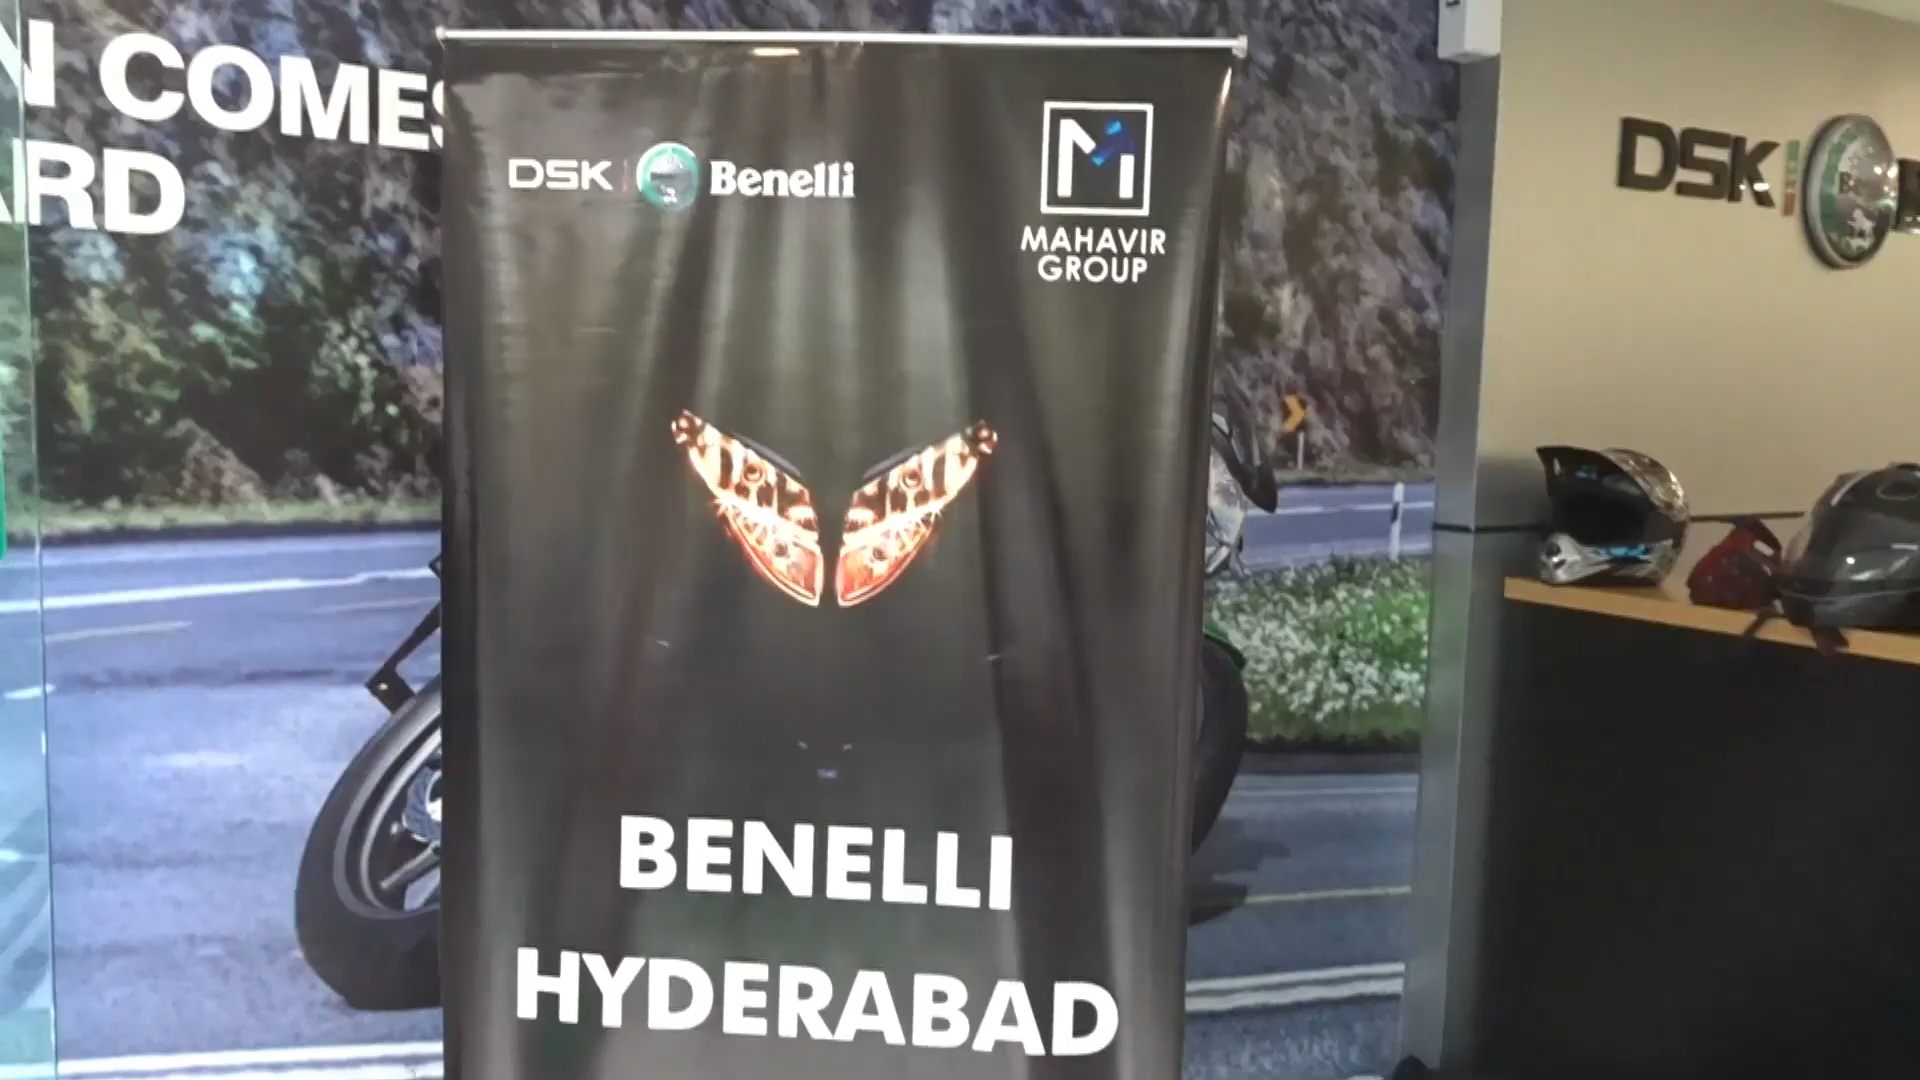 COMES
RD
DSK Benelli
MAHAVIR
GROUP
BENELLI
HYDERABAD
DSK